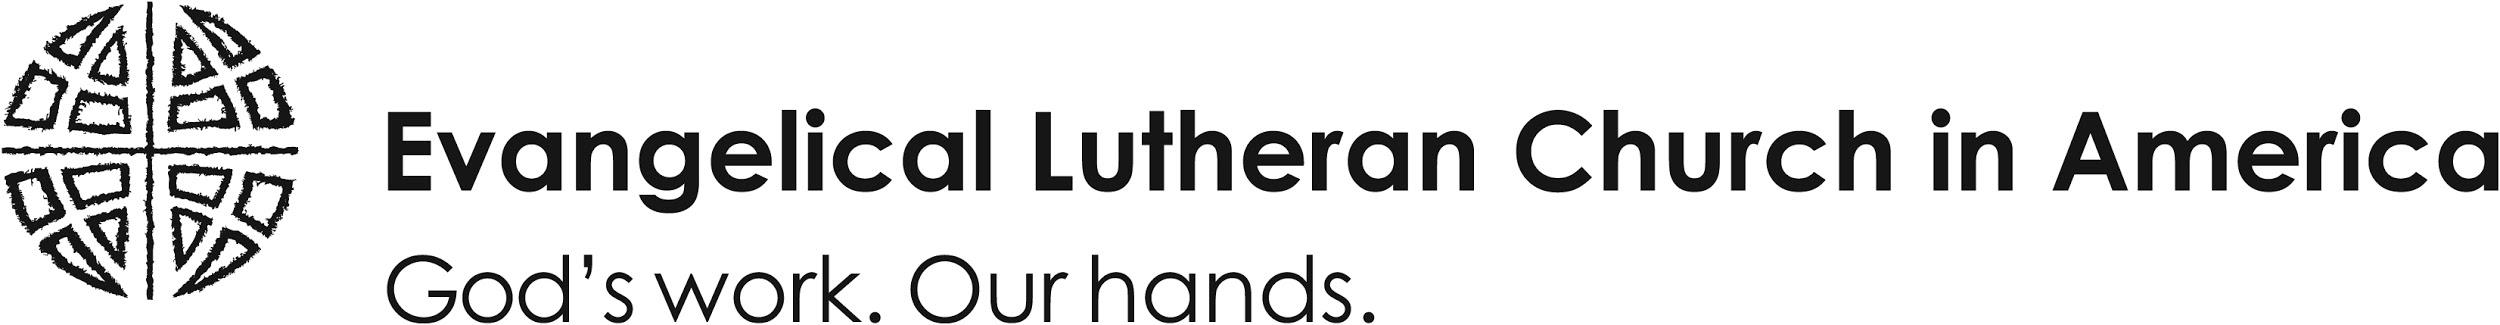 Evangelical Lutheran Church in America
God's work. Our hands.